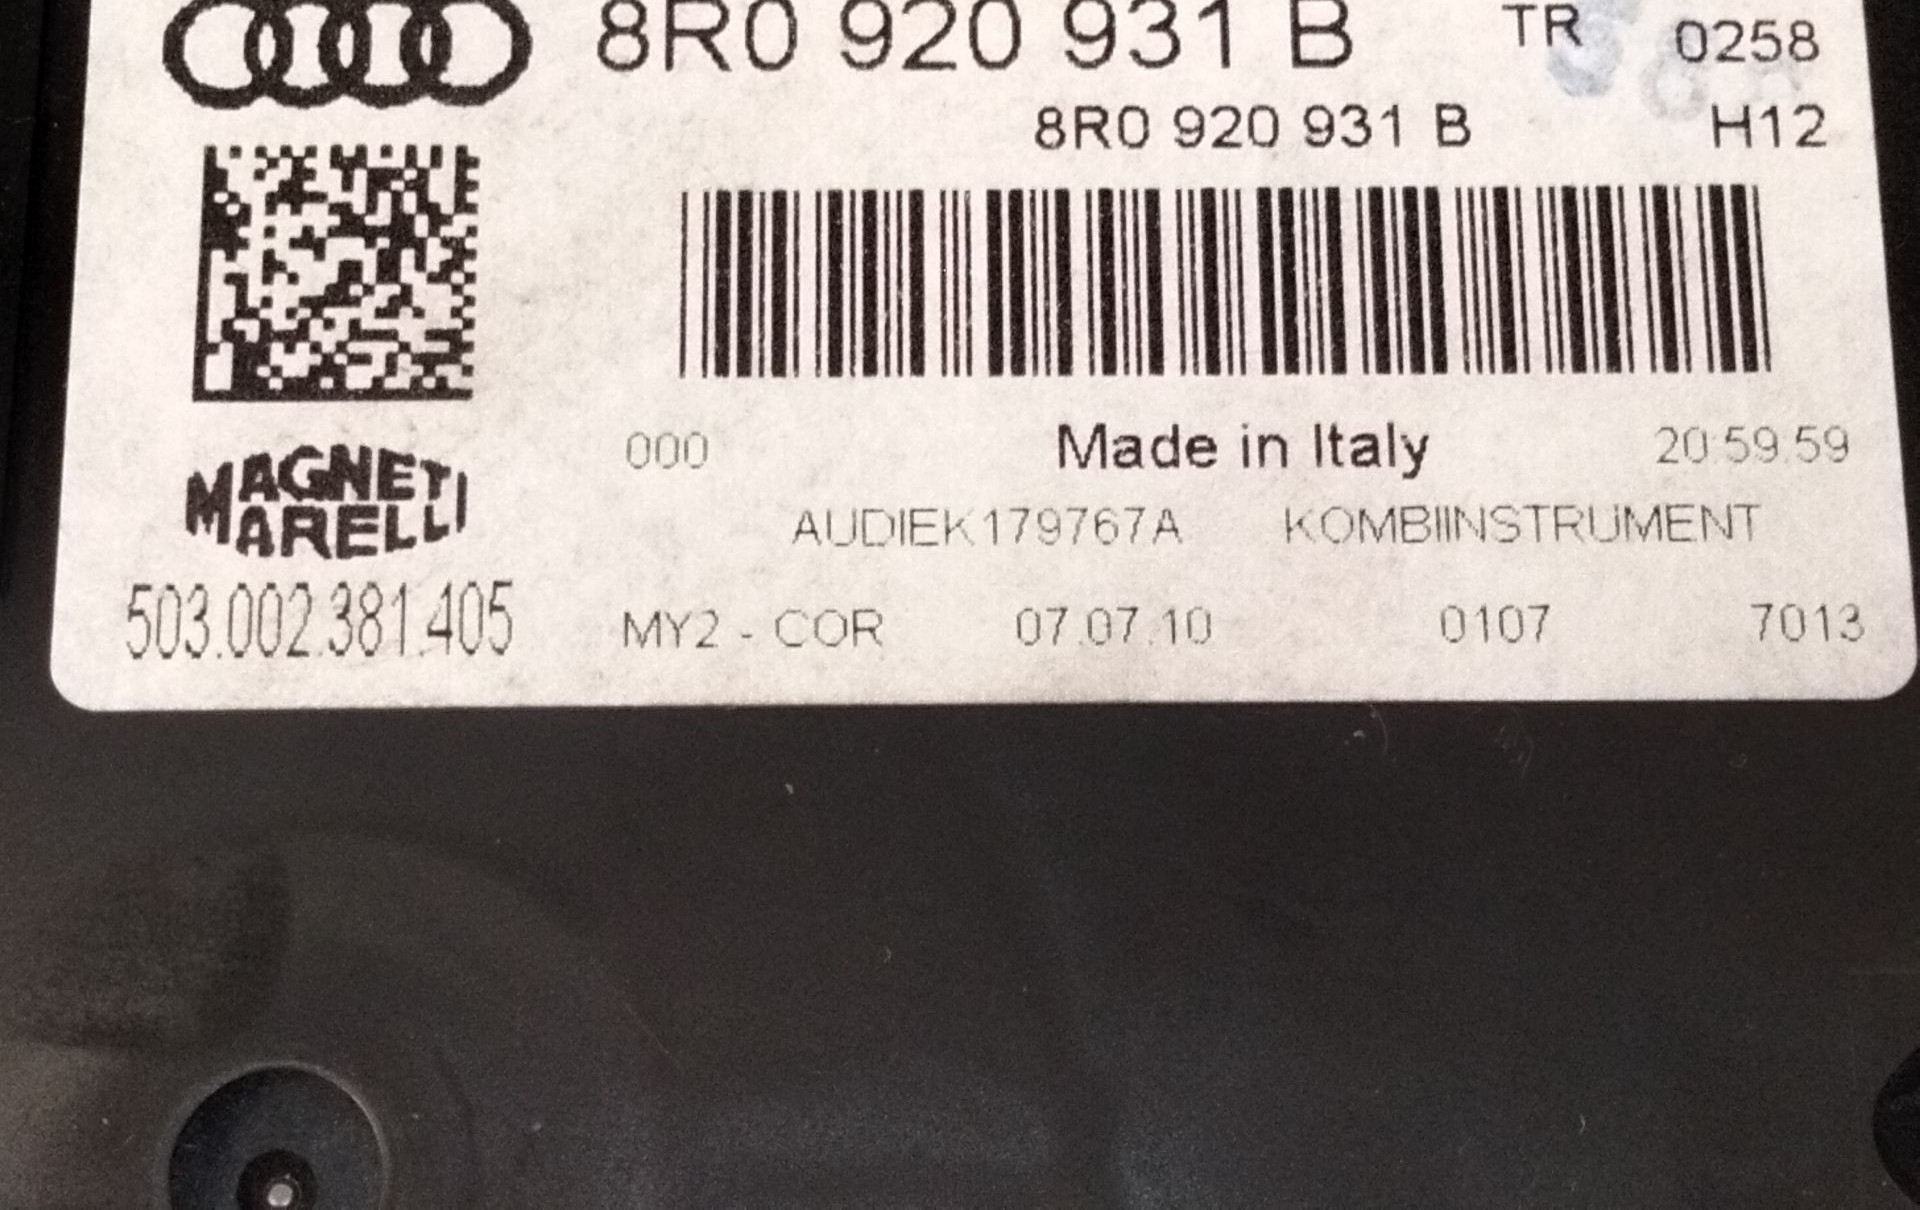 8R0 920 931 B TR 0258
8R0 920 931 B H12
000 Made in Italy 20:59:59
MAGNETI
MARELLI
AUDIEK179767A KOMBIINSTRUMENT
503.002.381.405 MY2 - COR 07.07.10 0107 7013